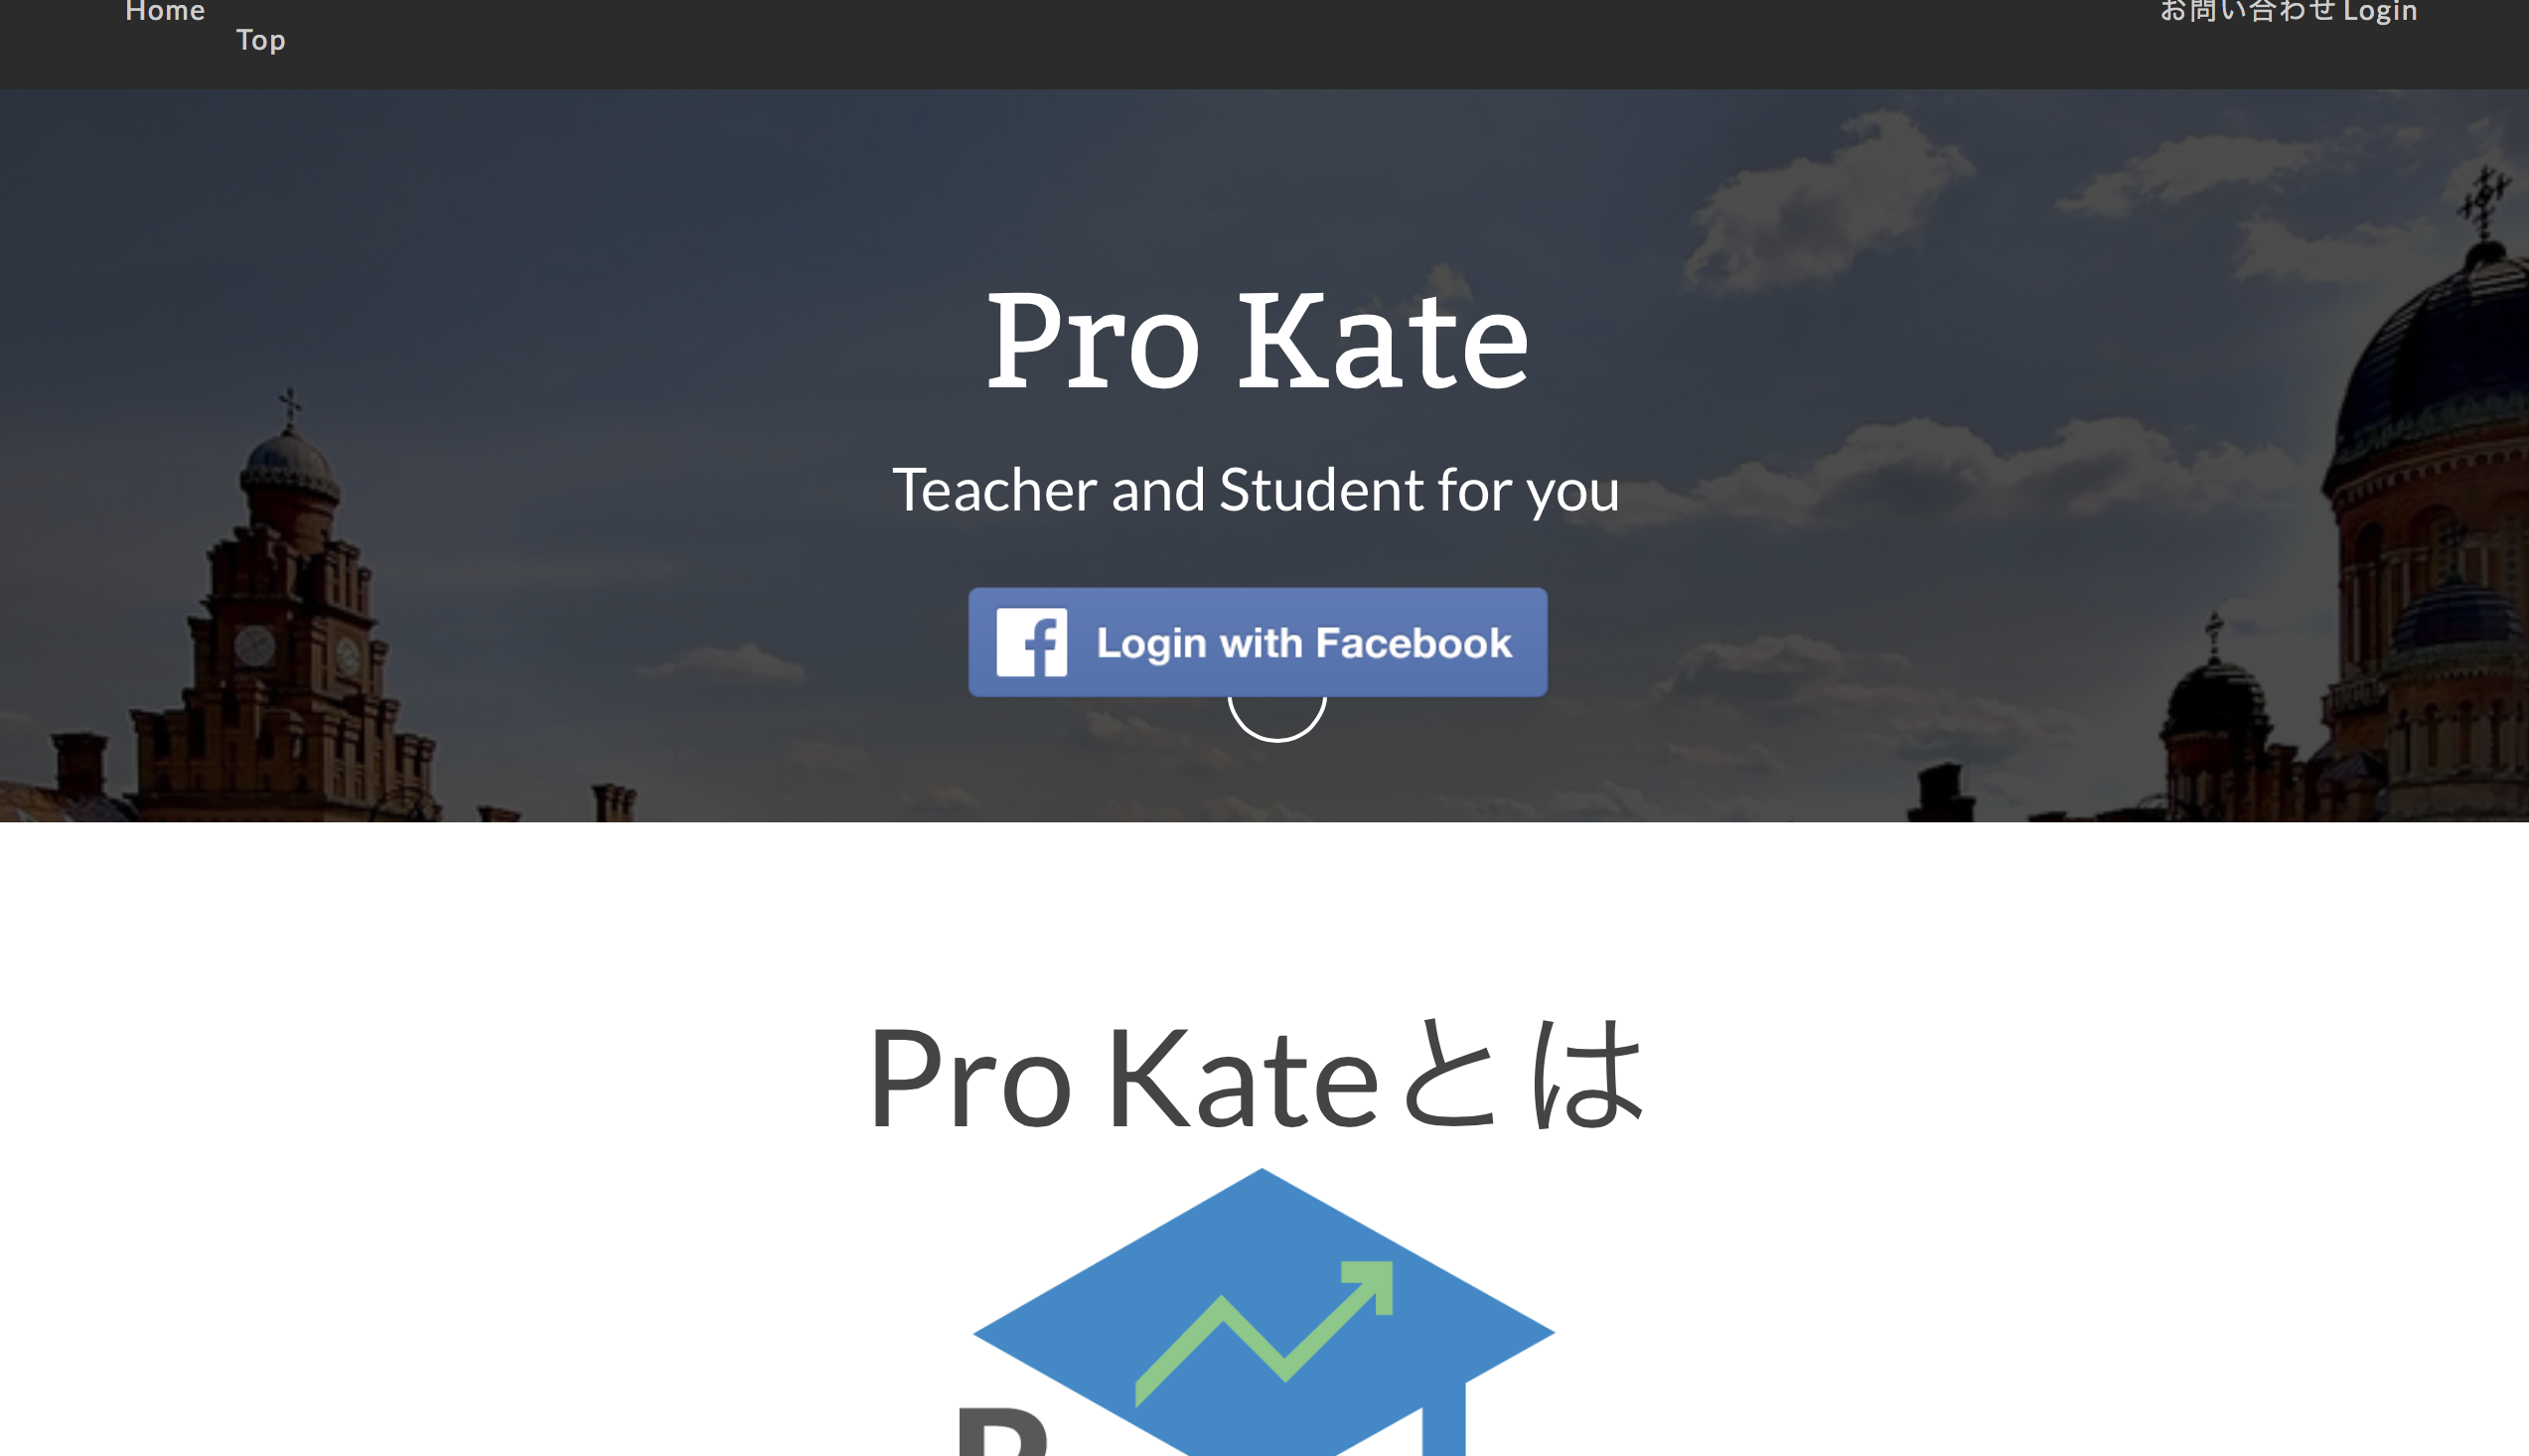 Home
お問い合わせ Login
Top
Pro Kate
Teacher and Student for you
Login with Facebook
Pro Kateとは